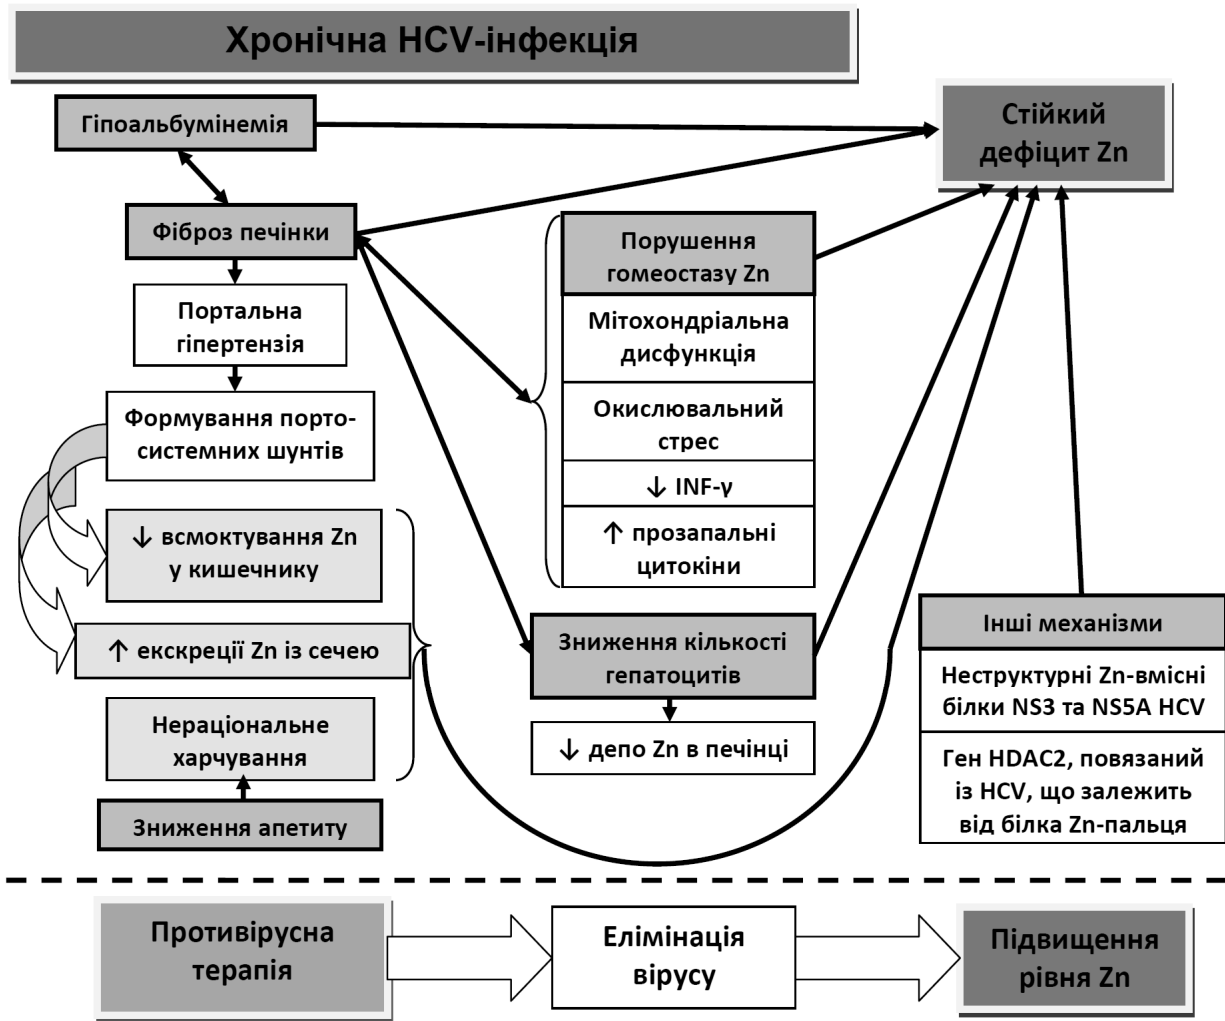 Хронічна HCV-інфекція
Стійкий
дефіцит Zn
Гіпоальбумінемія
Фіброз печінки
Портальна
гіпертензія
Формування порто-
системних шунтів
↓ всмоктування Zn
у кишечнику
↑ екскреції Zn із сечею
Нераціональне
харчування
Зниження апетиту
Порушення
гомеостазу Zn
Мітохондріальна
дисфункція
Окислювальний
стрес
↓ INF-γ
↑ прозапальні
цитокіни
Зниження кількості
гепатоцитів
↓ депо Zn в печінці
Інші механізми
Неструктурні Zn-вмісні
білки NS3 та NS5A HCV
Ген HDAC2, повязаний
із HCV, що залежить
від білка Zn-пальця
Противірусна
терапія
Елімінація
вірусу
Підвищення
рівня Zn